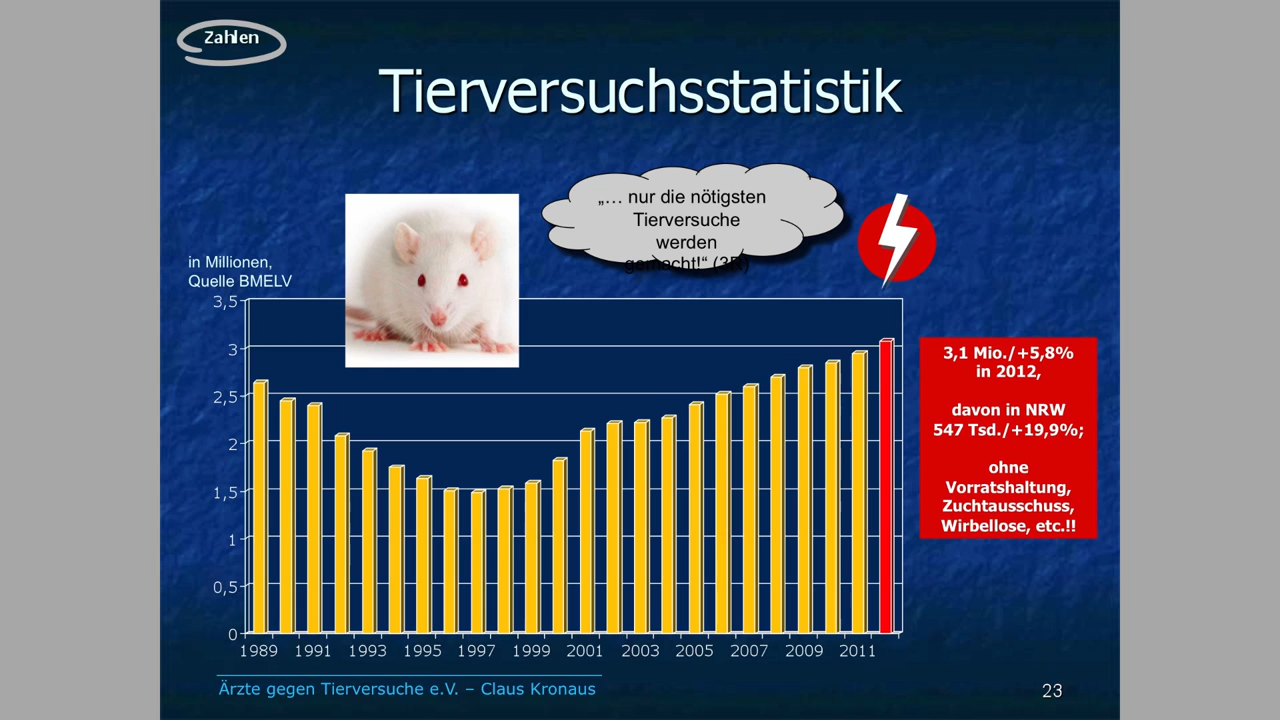 Zahlen
Tierversuchsstatistik
„… nur die nötigsten
Tierversuche
werden
gemacht!“ (3R)
in Millionen,
Quelle BMELV
3,5
3
2,5
2
1,5
1
0,5
0
1989 1991 1993 1995 1997 1999 2001 2003 2005 2007 2009 2011
3,1 Mio./+5,8%
in 2012,
davon in NRW
547 Tsd./+19,9%;
ohne
Vorratshaltung,
Zuchtausschuss,
Wirbellose, etc.!!
Ärzte gegen Tierversuche e.V. – Claus Kronaus
23